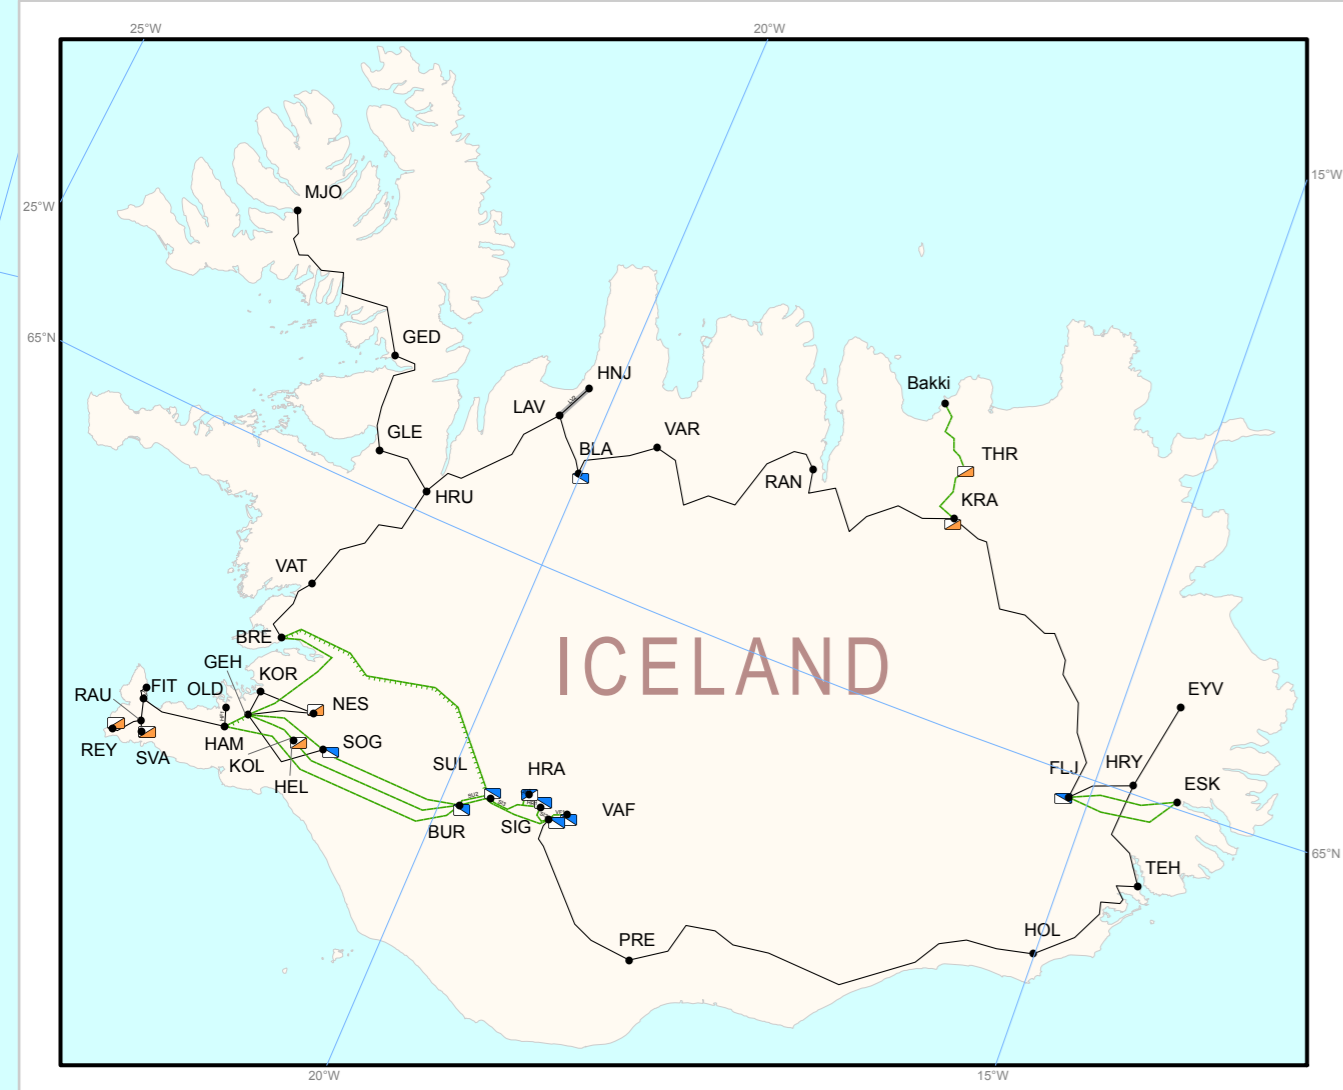 25°W
20°W
15°W
MJO
25°W
65°N
GED
HNJ
Bakki
LAV
GLE
VAR
BLA
THR
RAN
HRU
KRA
VAT
ICELAND
BRE
GEH
KOR
FIT
OLD
RAU
NES
EYV
HAM
SOG
REY
SVA
KOL
SUL
HRA
FLJ
HRY
HEL
ESK
VAF
BUR
SIG
65°N
TEH
PRE
HOL
20°W
15°W